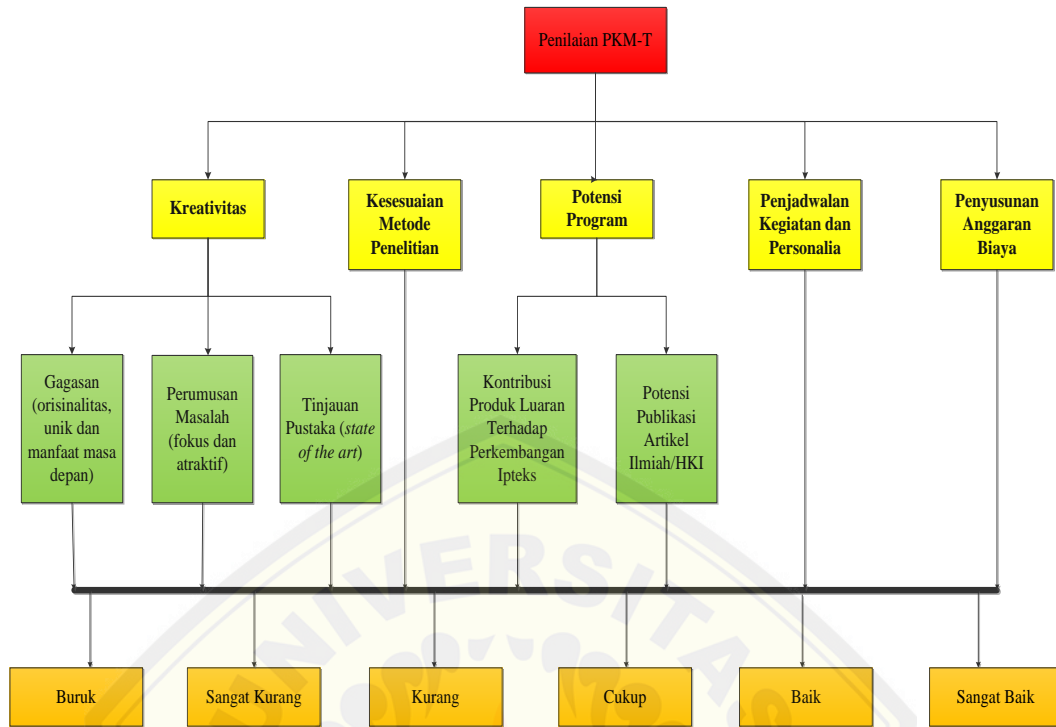 Penilaian PKM-T
Kreativitas
Kesesuaian
Metode
Penelitian
Potensi
Program
Penjadwalan
Kegiatan dan
Personalia
Penyusunan
Anggaran
Biaya
Gagasan
(orisinalitas,
unik dan
manfaat masa
depan)
Perumusan
Masalah
(fokus dan
atraktif)
Tinjauan
Pustaka (state
of the art)
Kontribusi
Produk Luaran
Terhadap
Perkembangan
Ipteks
Potensi
Publikasi
Artikel
Ilmiah/HKI
UNIVERSITAS
Buruk
Sangat Kurang
Kurang
Cukup
Baik
Sangat Baik